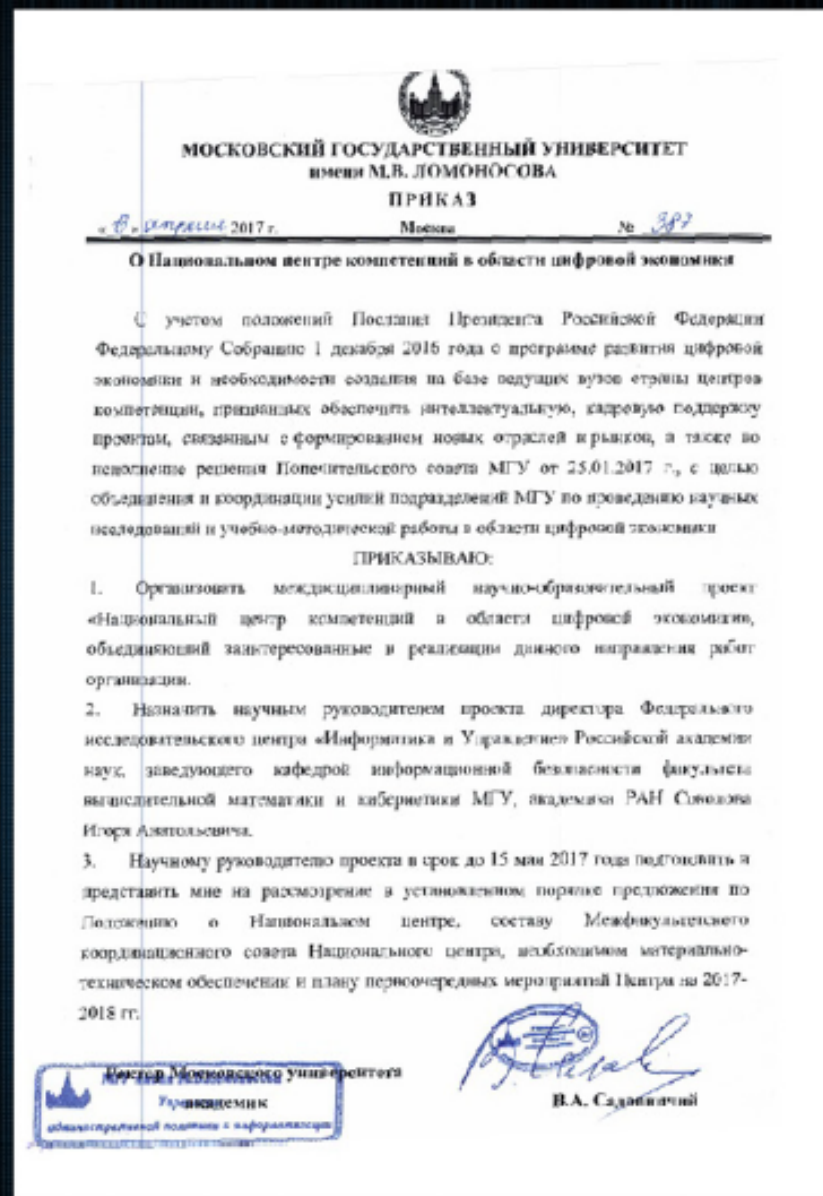 МОСКОВСКИЙ ГОСУДАРСТВЕННЫЙ УНИВЕРСИТЕТ
имени М.В. ЛОМОНОСОВА
ПРИКАЗ
апреля 2017 г. Москва № 387
О Национальном центре компетенций в области цифровой экономики
С учетом положений Послания Президента Российской Федерации
Федеральному Собранию 1 декабря 2016 года о программе развития цифровой
экономики и необходимости создания на базе ведущих вузов страны центров
компетенции, призванных обеспечить интеллектуальную, кадровую поддержку
проектам, связанным с формированием новых отраслей и рынков, а также во
исполнение решения Попечительского совета МГУ от 25.01.2017 г., с целью
объединения и координации усилий подразделений МГУ по проведению научных
исследований и учебно-методической работы в области цифровой экономики
ПРИКАЗЫВАЮ:
1. Организовать междисциплинарный научно-образовательный проект
«Национальный центр компетенций в области цифровой экономики»,
объединяющий заинтересованные в реализации данного направления работ
организации.
2. Назначить научным руководителем проекта директора Федерального
исследовательского центра «Информатика и Управление» Российской академии
наук, заведующего кафедрой информационной безопасности факультета
вычислительной математики и кибернетики МГУ, академика РАН Соколова
Игоря Анатольевича.
3. Научному руководителю проекта в срок до 15 мая 2017 года подготовить и
представить мне на рассмотрение в установленном порядке предложения по
Положению о Национальном центре, составу Межфакультетского
координационного совета Национального центра, необходимом материально-
техническом обеспечении и плану первоочередных мероприятий Центра на 2017-
2018 гг.
Ректор Московского университета
академик В.А. Садовничий